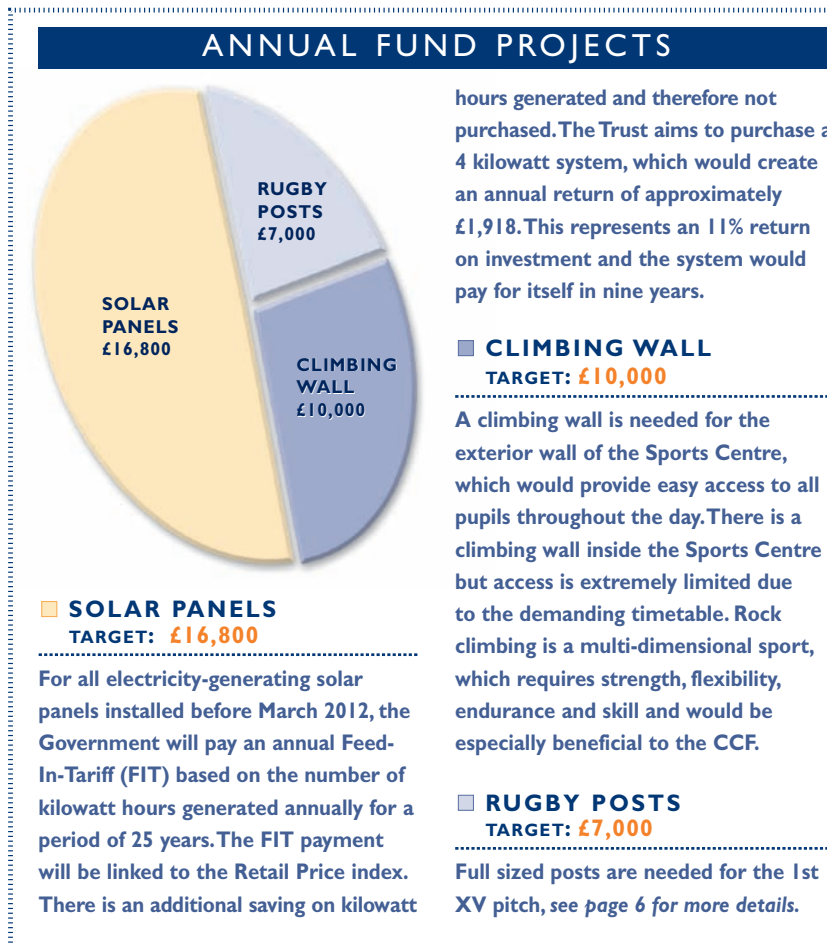 ANNUAL FUND PROJECTS
RUGBY
POSTS
£7,000
SOLAR
PANELS
£16,800
CLIMBING
WALL
£10,000
SOLAR PANELS
TARGET: £16,800
For all electricity-generating solar
panels installed before March 2012, the
Government will pay an annual Feed-
In-Tariff (FIT) based on the number of
kilowatt hours generated annually for a
period of 25 years. The FIT payment
will be linked to the Retail Price index.
There is an additional saving on kilowatt
hours generated and therefore not
purchased. The Trust aims to purchase a
4 kilowatt system, which would create
an annual return of approximately
£1,918. This represents an 11% return
on investment and the system would
pay for itself in nine years.
CLIMBING WALL
TARGET: £10,000
A climbing wall is needed for the
exterior wall of the Sports Centre,
which would provide easy access to all
pupils throughout the day. There is a
climbing wall inside the Sports Centre
but access is extremely limited due
to the demanding timetable. Rock
climbing is a multi-dimensional sport,
which requires strength, flexibility,
endurance and skill and would be
especially beneficial to the CCF.
RUGBY POSTS
TARGET: £7,000
Full sized posts are needed for the 1st
XV pitch, see page 6 for more details.